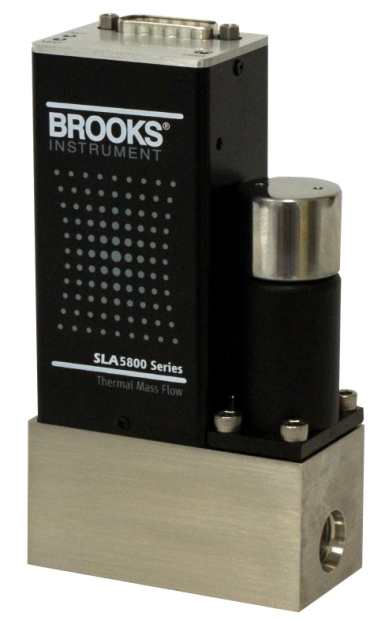 BROOKS®
INSTRUMENT
SLA5800 Series
Thermal Mass Flow